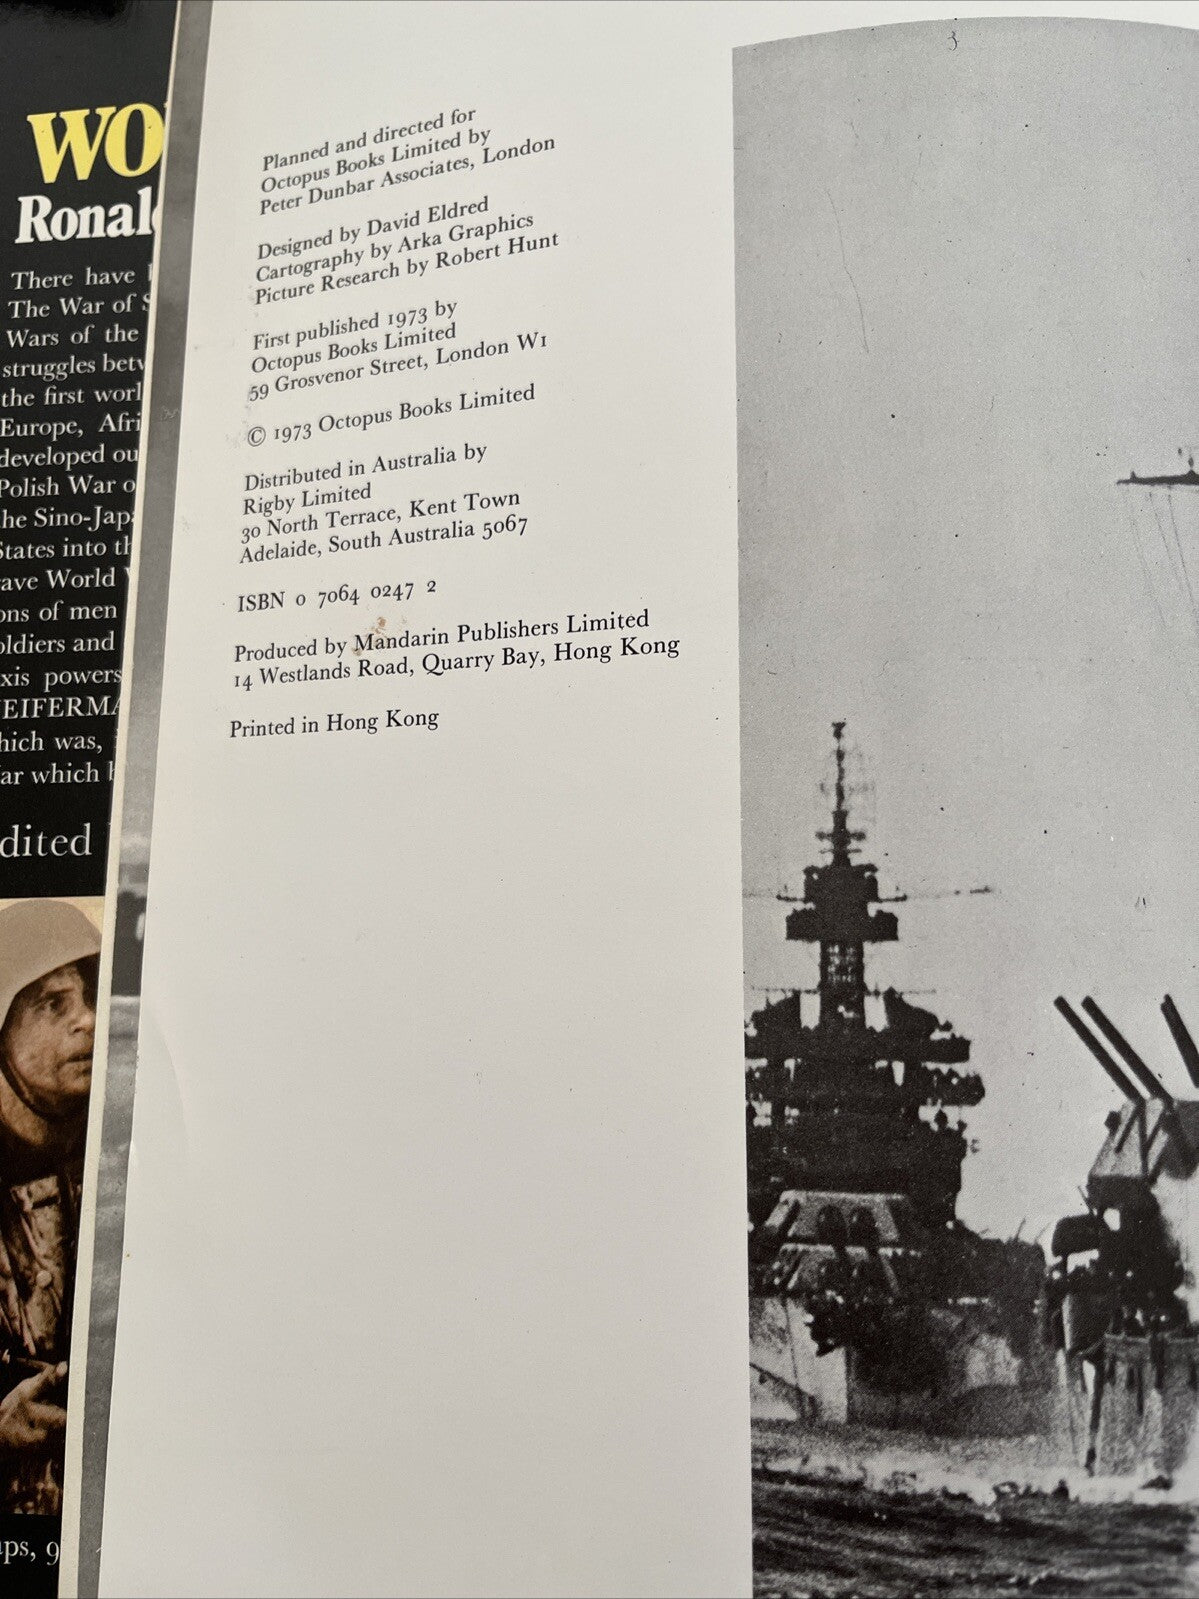 WO
Ronal
There have
The War of S
Wars of the
struggles betw
the first worl
Europe, Afri
developed ou
Polish War o
the Sino-Japa
States into th
ave World
ons of men
oldiers and
xis powers
EIFERMA
hich was,
ar which b
dited
ps, 9
Planned and directed for
Octopus Books Limited by
Peter Dunbar Associates, London
Designed by David Eldred
Cartography by Arka Graphics
Picture Research by Robert Hunt
First published 1973 by
Octopus Books Limited
59 Grosvenor Street, London W1
© 1973 Octopus Books Limited
Distributed in Australia by
Rigby Limited
30 North Terrace, Kent Town
Adelaide, South Australia 5067
ISBN 0 7064 0247 2
Produced by Mandarin Publishers Limited
14 Westlands Road, Quarry Bay, Hong Kong
Printed in Hong Kong